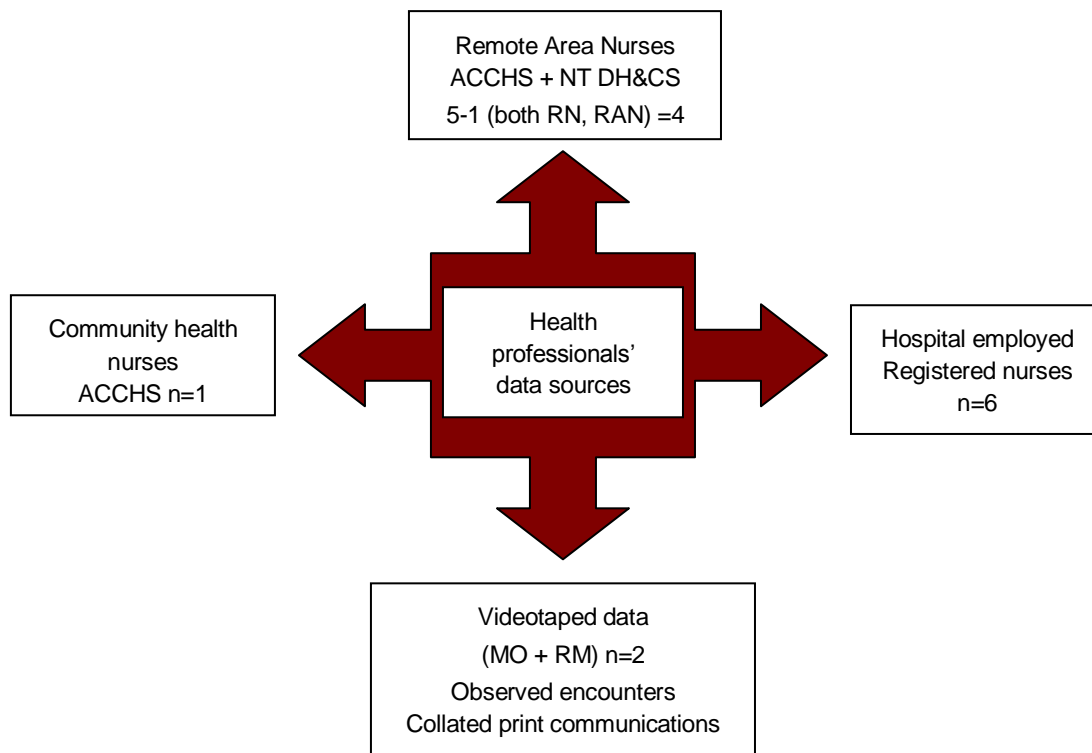 Remote Area Nurses
ACCHS + NT DH&CS
5-1 (both RN, RAN) =4
Community health
nurses
ACCHS n=1
Health
professionals’
data sources
Hospital employed
Registered nurses
n=6
Videotaped data
(MO + RM) n=2
Observed encounters
Collated print communications